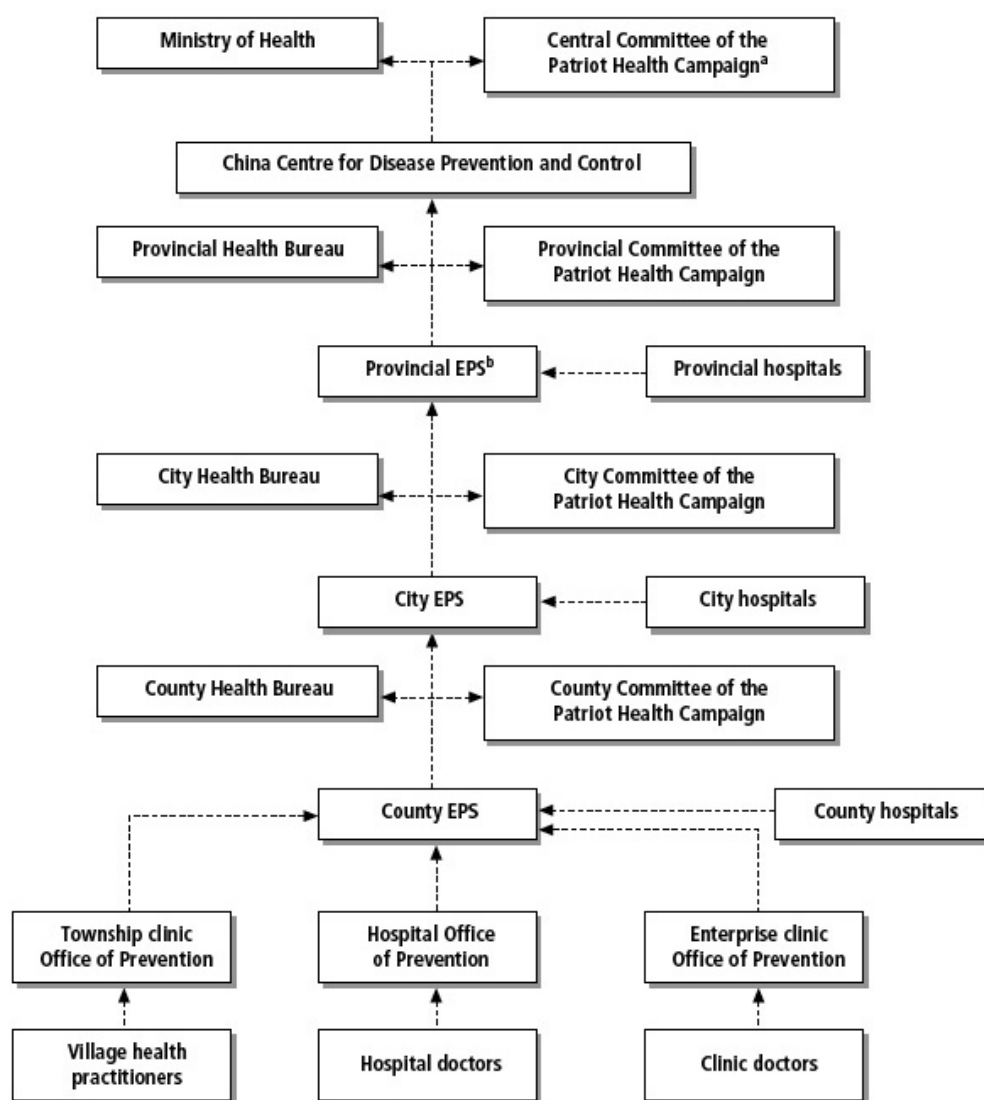 Ministry of Health
Central Committee of the
Patriot Health Campaignᵃ
China Centre for Disease Prevention and Control
Provincial Health Bureau
Provincial Committee of the
Patriot Health Campaign
Provincial EPSᵇ
Provincial hospitals
City Health Bureau
City Committee of the
Patriot Health Campaign
City EPS
City hospitals
County Health Bureau
County Committee of the
Patriot Health Campaign
County EPS
County hospitals
Township clinic
Office of Prevention
Hospital Office
of Prevention
Enterprise clinic
Office of Prevention
Village health
practitioners
Hospital doctors
Clinic doctors